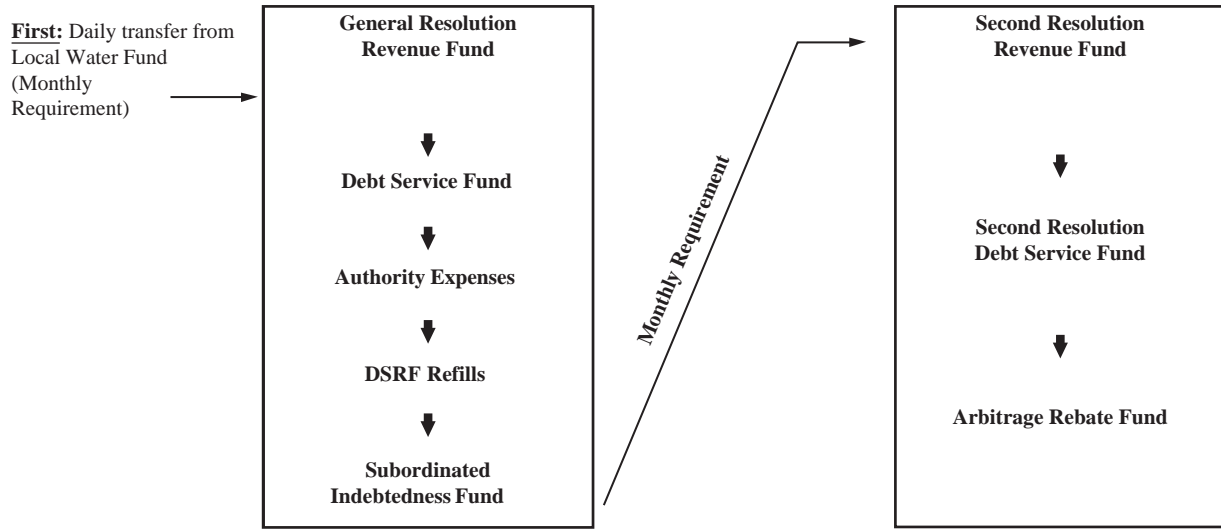 First: Daily transfer from
Local Water Fund
(Monthly
Requirement)
General Resolution
Revenue Fund
Debt Service Fund
Authority Expenses
DSRF Refills
Subordinated
Indebtedness Fund
Monthly Requirement
Second Resolution
Revenue Fund
Second Resolution
Debt Service Fund
Arbitrage Rebate Fund